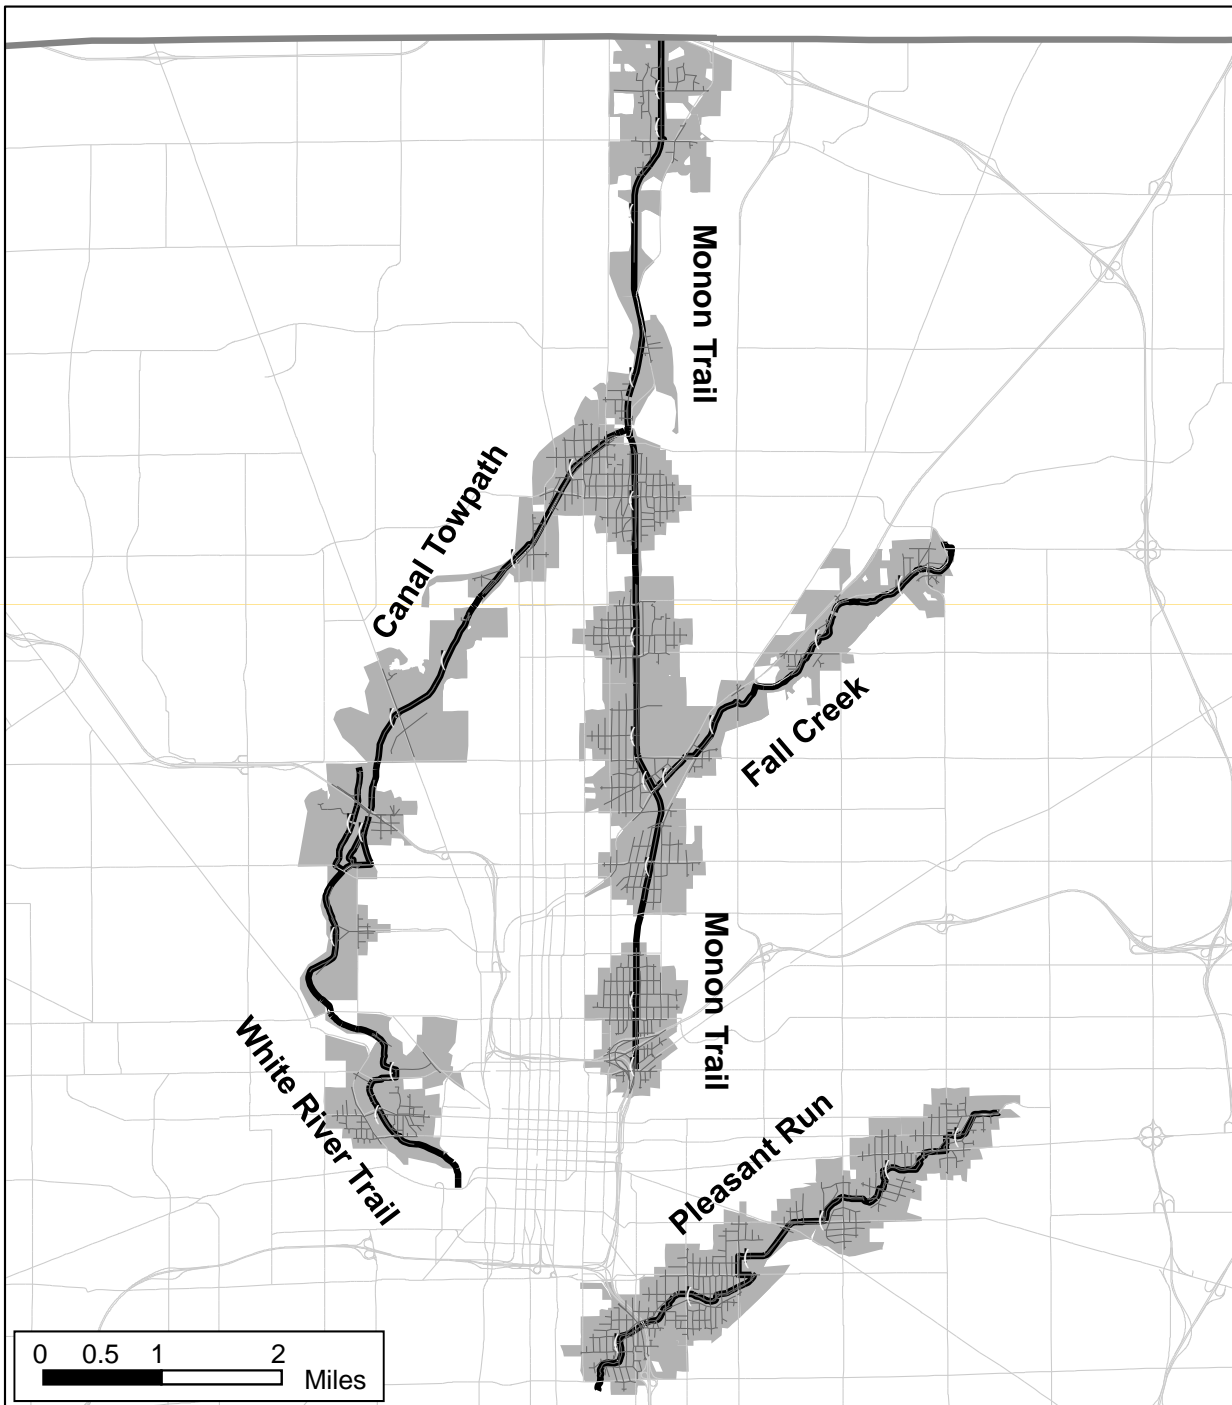 Monon Trail
Canal Towpath
Fall Creek
Monon Trail
White River Trail
Pleasant Run
0 0.5 1 2
Miles